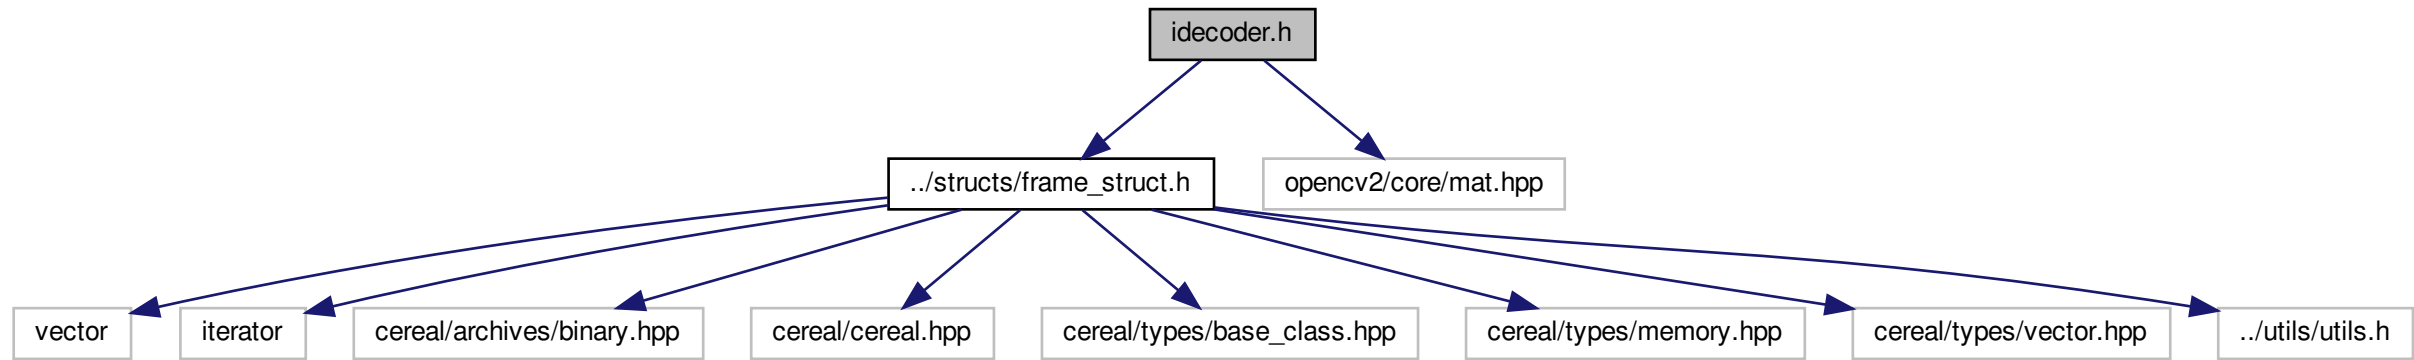 idecoder.h
../structs/frame_struct.h
opencv2/core/mat.hpp
vector
iterator
cereal/archives/binary.hpp
cereal/cereal.hpp
cereal/types/base_class.hpp
cereal/types/memory.hpp
cereal/types/vector.hpp
../utils/utils.h